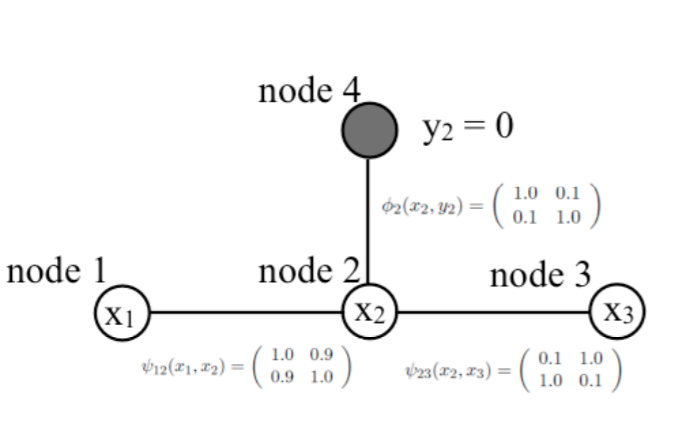 node 4
y₂ = 0
ϕ₂(x₂, y₂) = ( 1.0 0.1
0.1 1.0 )
node 1
node 2
node 3
x₁
x₂
x₃
ψ₁₂(x₁, x₂) = ( 1.0 0.9
0.9 1.0 )
ψ₂₃(x₂, x₃) = ( 0.1 1.0
1.0 0.1 )